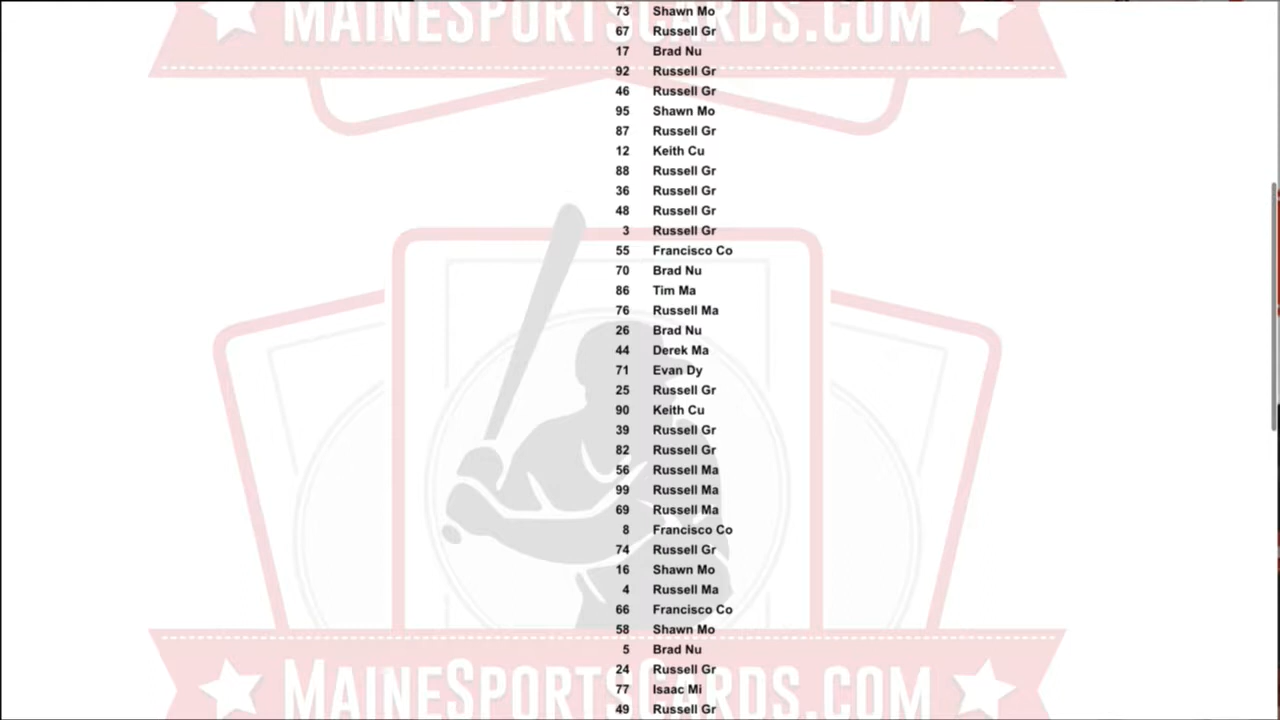 MAINESPORTSCARDS.COM
73 Shawn Mo
67 Russell Gr
17 Brad Nu
92 Russell Gr
46 Russell Gr
95 Shawn Mo
87 Russell Gr
12 Keith Cu
88 Russell Gr
36 Russell Gr
48 Russell Gr
3 Russell Gr
55 Francisco Co
70 Brad Nu
86 Tim Ma
76 Russell Ma
26 Brad Nu
44 Derek Ma
71 Evan Dy
25 Russell Gr
90 Keith Cu
39 Russell Gr
82 Russell Gr
56 Russell Ma
99 Russell Ma
69 Russell Ma
8 Francisco Co
74 Russell Gr
16 Shawn Mo
4 Russell Ma
66 Francisco Co
58 Shawn Mo
5 Brad Nu
24 Russell Gr
77 Isaac Mi
49 Russell Gr
MAINESPORTSCARDS.COM